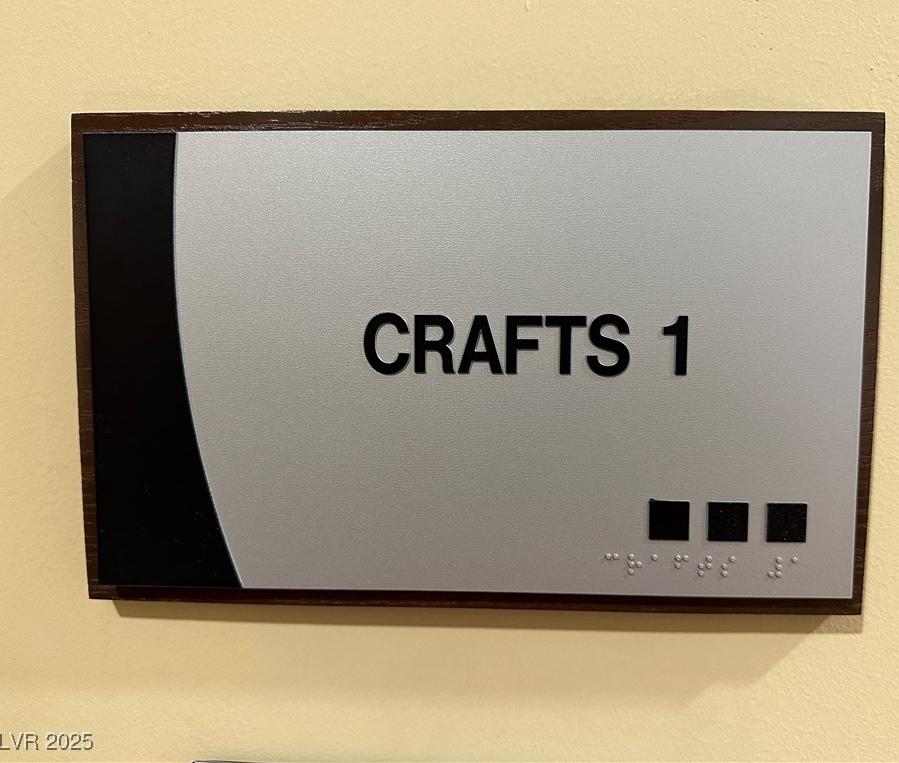 CRAFTS 1
⠉⠗⠁⠋⠞⠎ ⠼⠁
LVR 2025